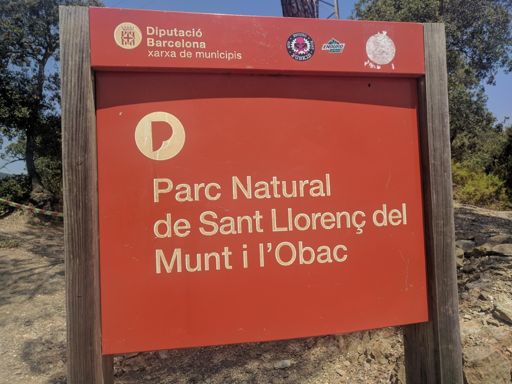 Diputació
Barcelona
xarxa de municipis
Parc Natural
de Sant Llorenç del
Munt i l'Obac